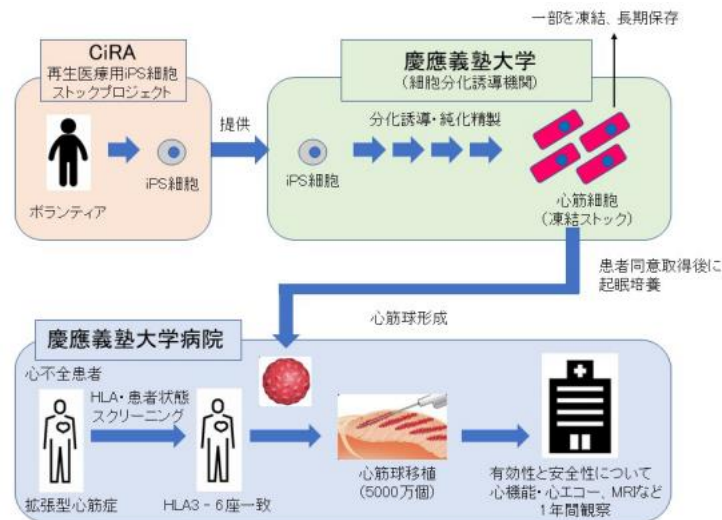 一部を凍結、長期保存
CiRA
再生医療用iPS細胞
ストックプロジェクト
ボランティア
iPS細胞
提供
慶應義塾大学
(細胞分化誘導機関)
分化誘導・純化精製
iPS細胞
心筋細胞
(凍結ストック)
患者同意取得後に
起眠培養
心筋球形成
慶應義塾大学病院
心不全患者
HLA・患者状態
スクリーニング
拡張型心筋症
HLA3-6座一致
心筋球移植
(5000万個)
有効性と安全性について
心機能・心エコー、MRIなど
1年間観察